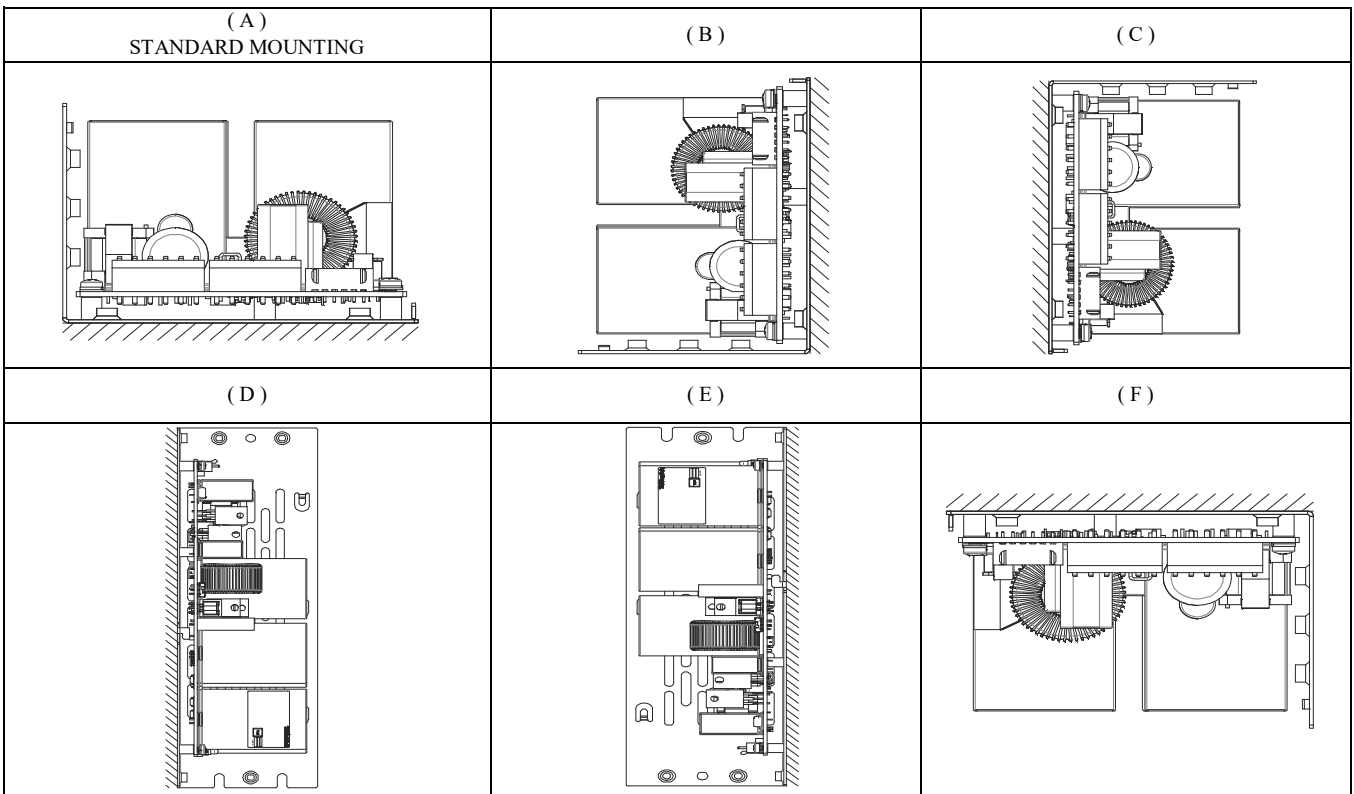 ( A )
STANDARD MOUNTING
( B )
( C )
( D )
( E )
( F )